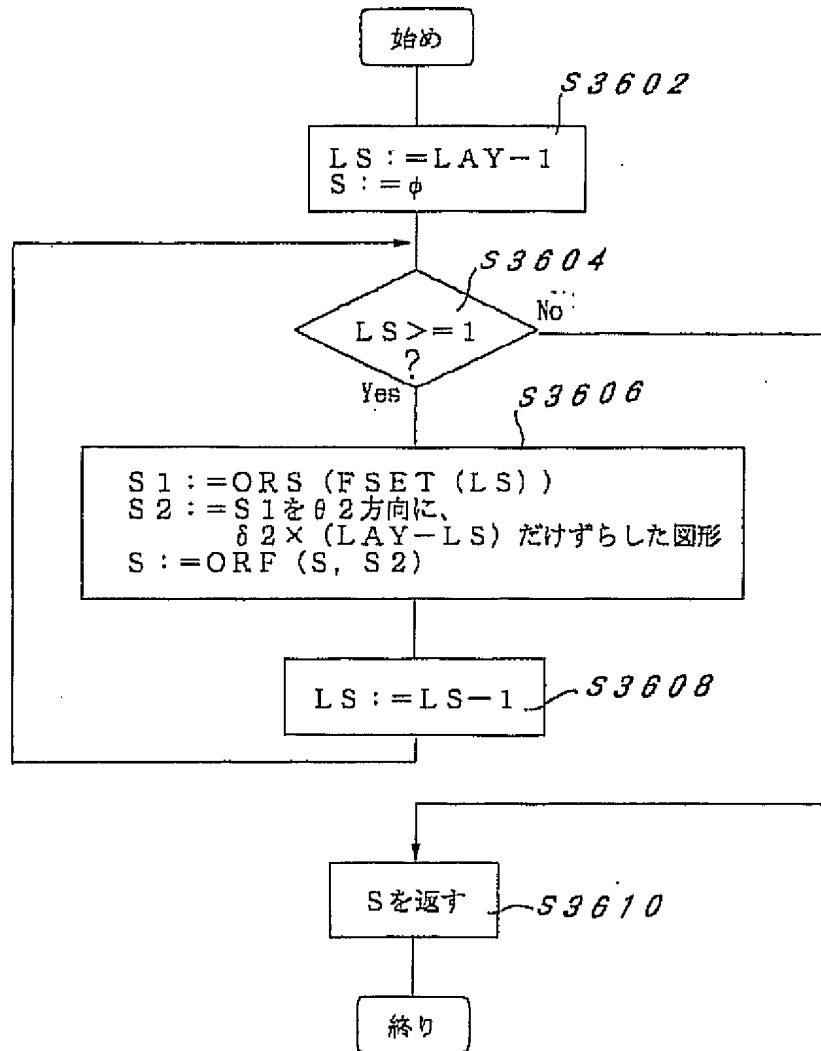 始め
S3602
LS:=LAY-1
S:=φ
S3604
No
LS>=1
?
Yes
S3606
S1:=ORS(FSET(LS))
S2:=S1をθ2方向に、
δ2×(LAY-LS)だけずらした図形
S:=ORF(S, S2)
LS:=LS-1
S3608
Sを返す
S3610
終り